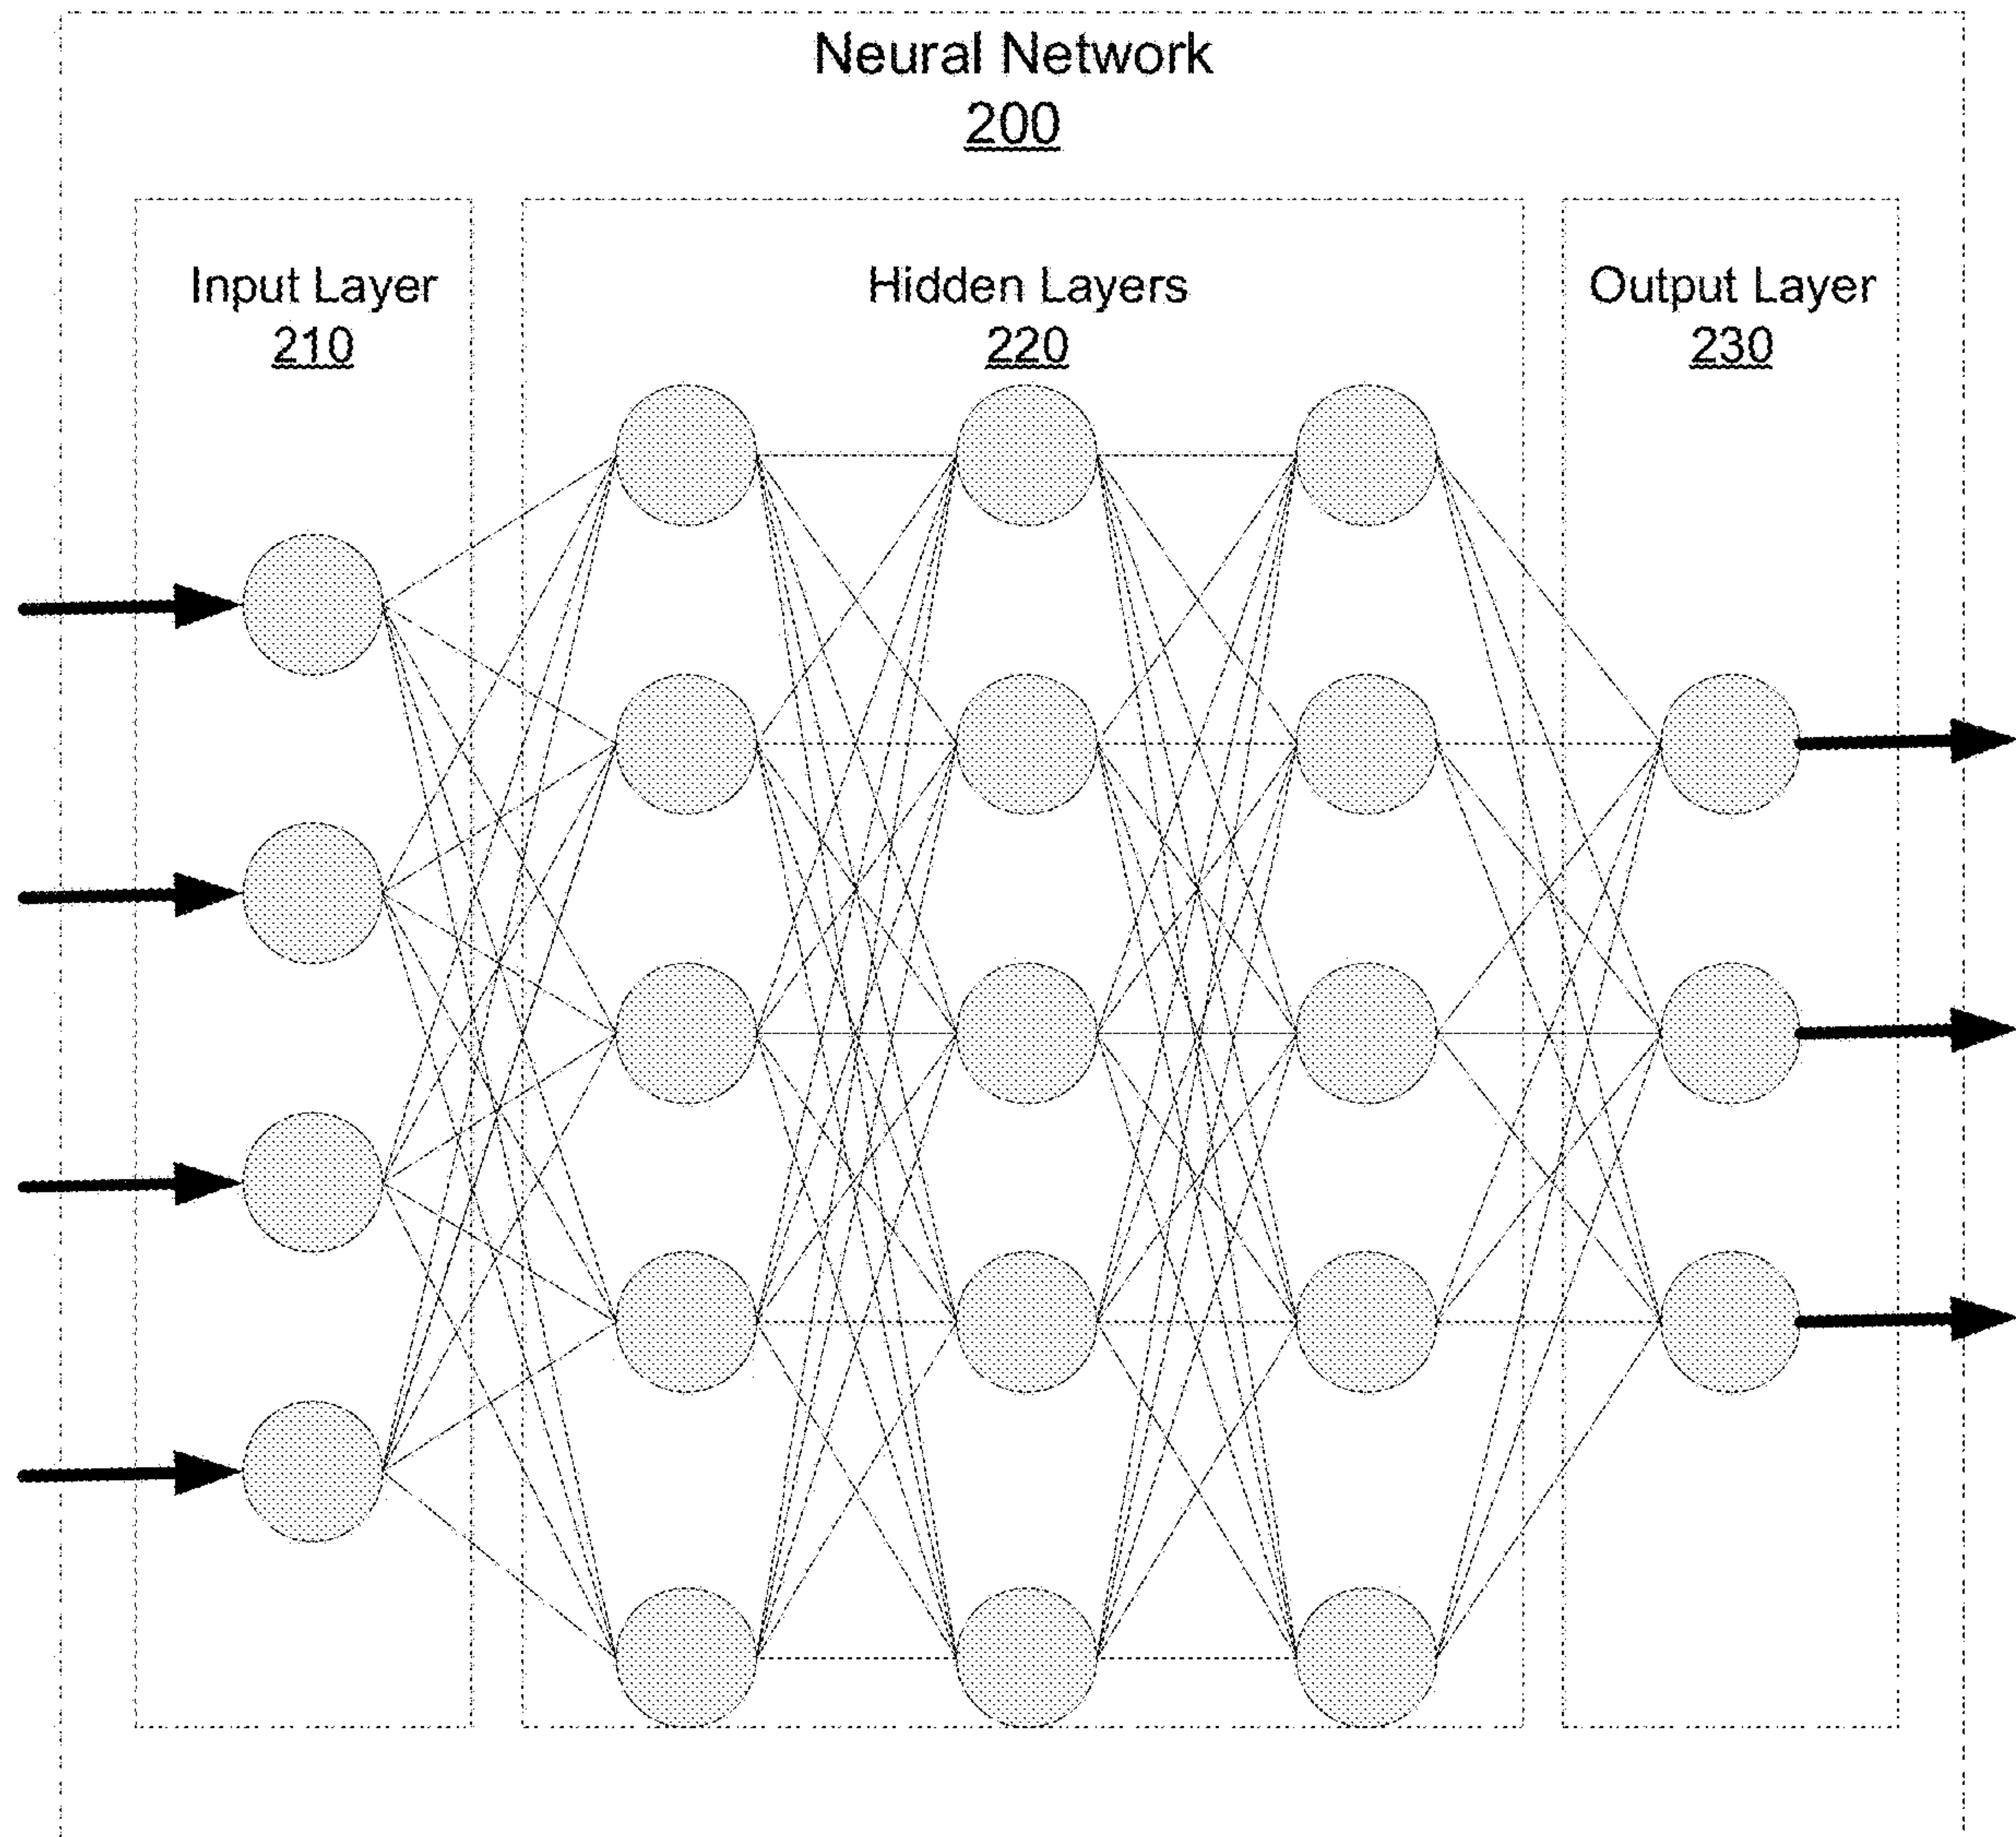 Neural Network
200
Input Layer
210
Hidden Layers
220
Output Layer
230